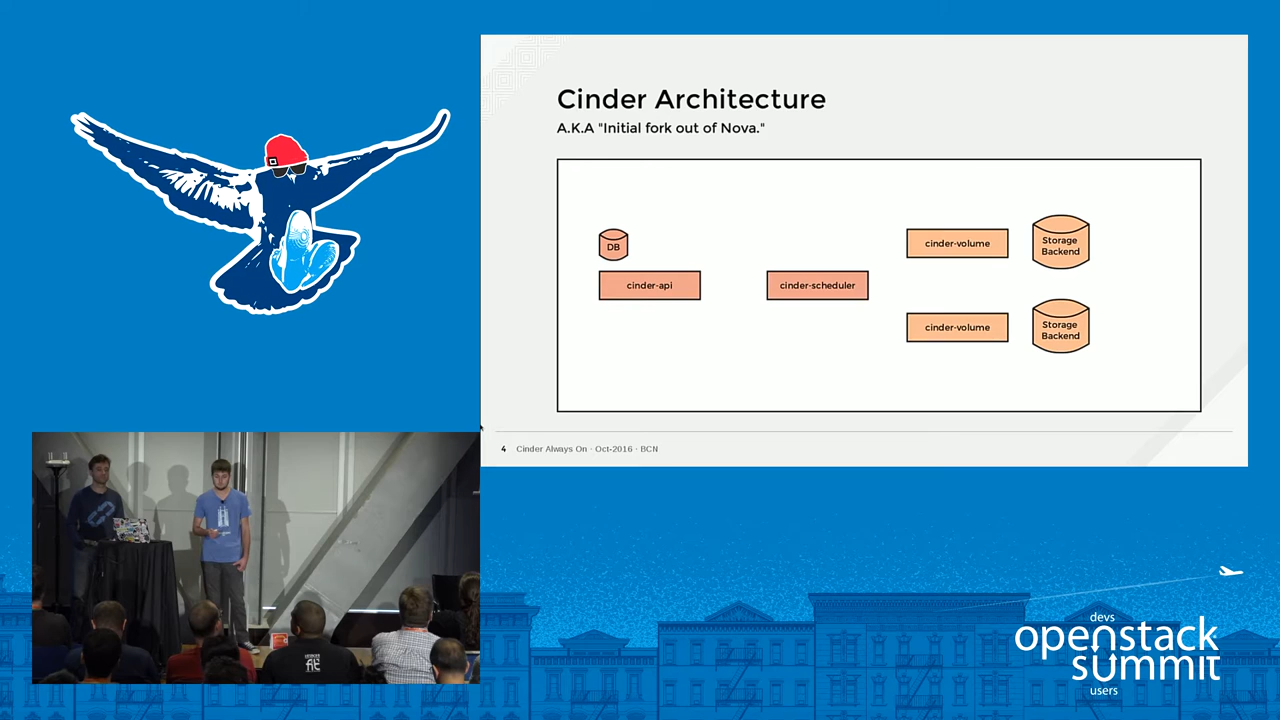 Cinder Architecture
A.K.A "Initial fork out of Nova."
DB
cinder-api
cinder-scheduler
cinder-volume
Storage
Backend
cinder-volume
Storage
Backend
4 Cinder Always On · Oct-2016 · BCN
devs
openstack
summit
users